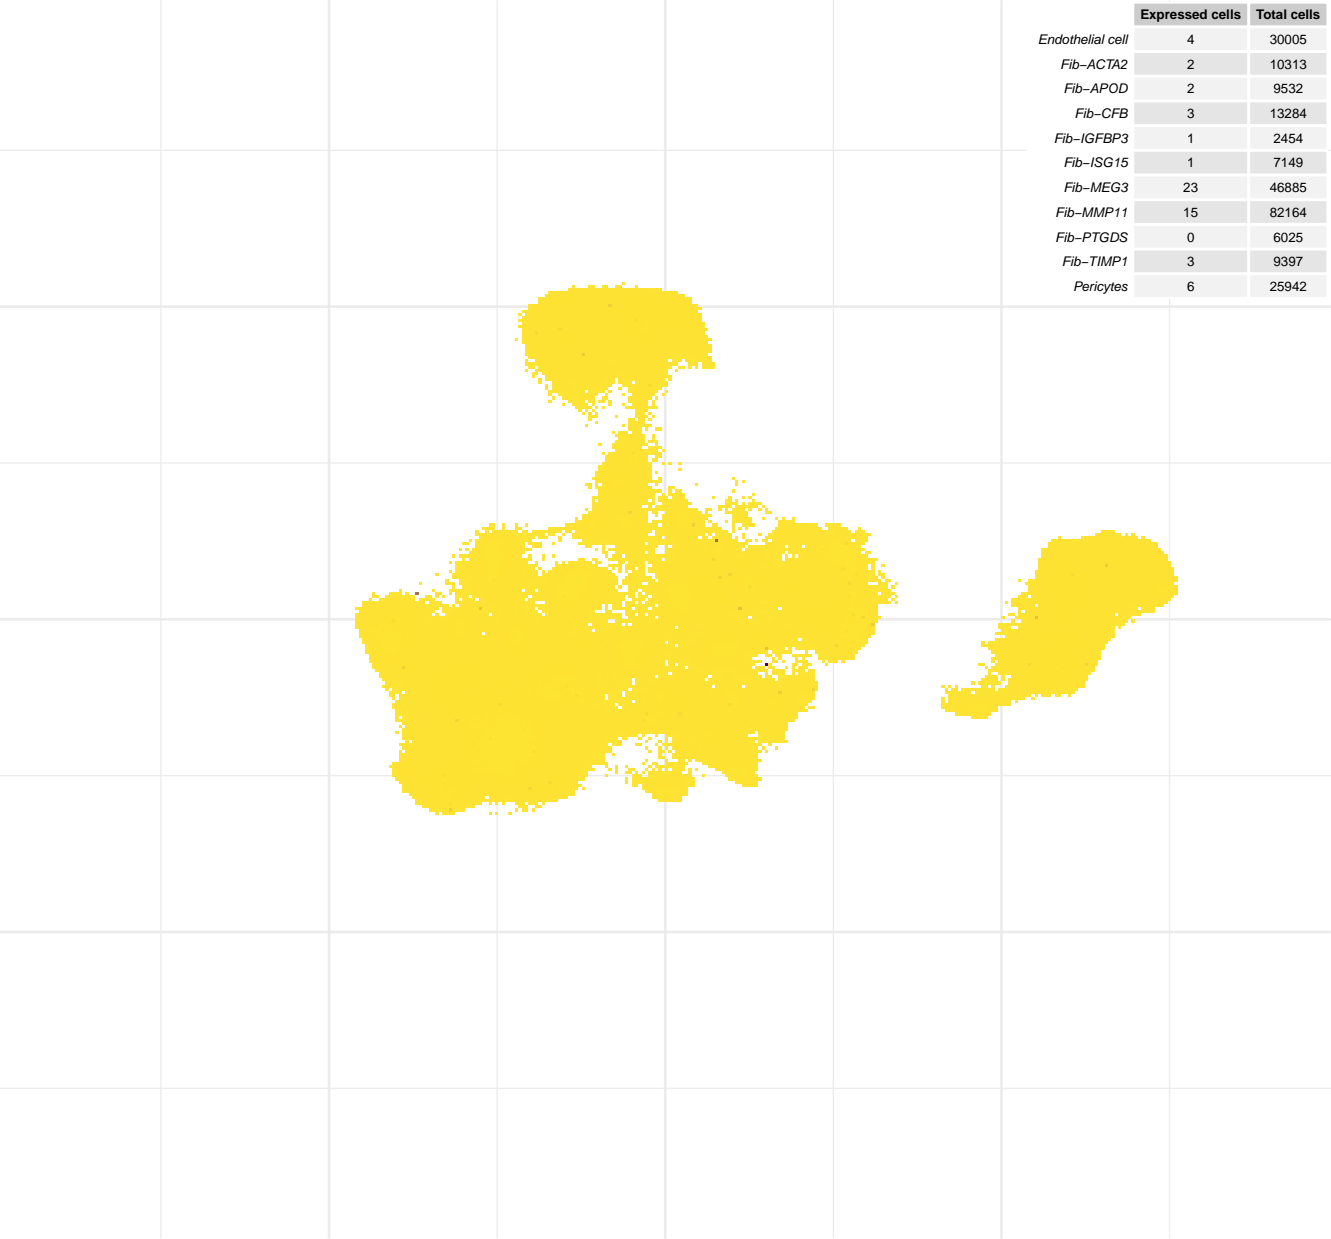 Expressed cells Total cells
Endothelial cell 4 30005
Fib−ACTA2 2 10313
Fib−APOD 2 9532
Fib−CFB 3 13284
Fib−IGFBP3 1 2454
Fib−ISG15 1 7149
Fib−MEG3 23 46885
Fib−MMP11 15 82164
Fib−PTGDS 0 6025
Fib−TIMP1 3 9397
Pericytes 6 25942